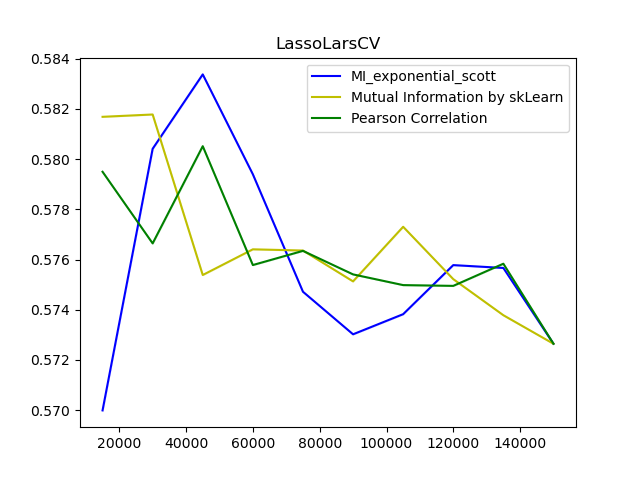 LassoLarsCV
0.584
0.582
0.580
0.578
0.576
0.574
0.572
0.570
MI_exponential_scott
Mutual Information by skLearn
Pearson Correlation
20000 40000 60000 80000 100000 120000 140000